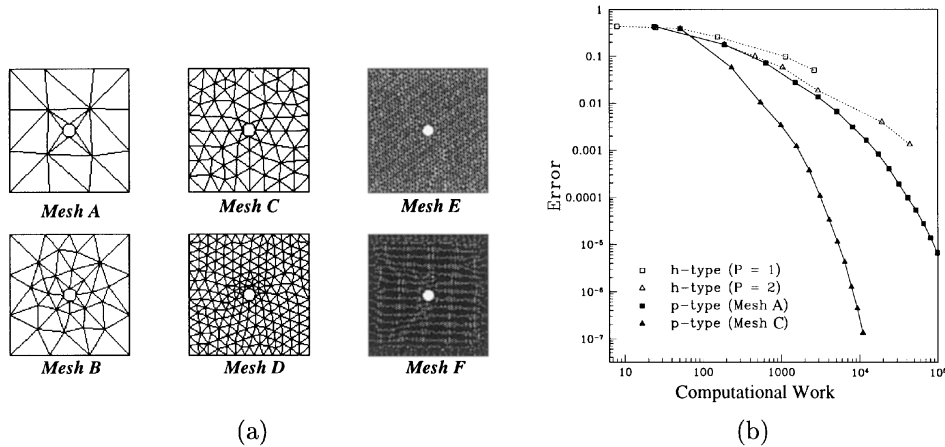 Mesh A
Mesh C
Mesh E
Mesh B
Mesh D
Mesh F
(a)
1
0.1
0.01
0.001
0.0001
10⁻⁵
10⁻⁶
10⁻⁷
Error
h-type (P = 1)
h-type (P = 2)
p-type (Mesh A)
p-type (Mesh C)
10
100
1000
10⁴
10⁵
Computational Work
(b)